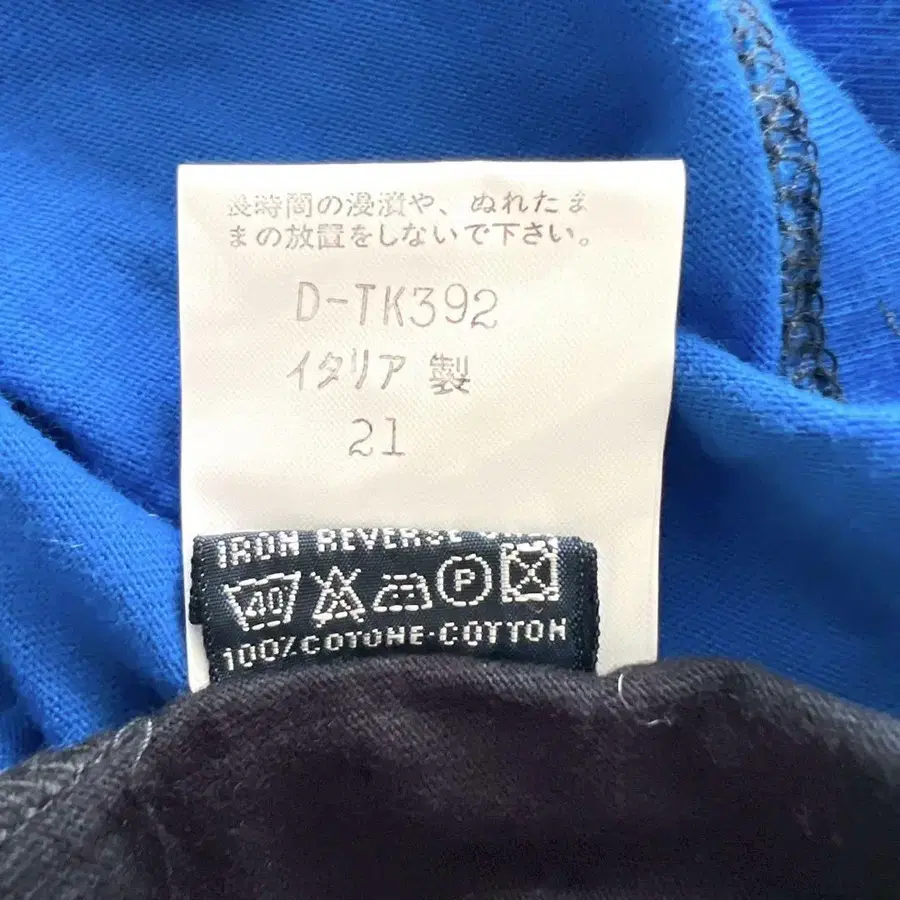 長時間の浸漬や、ぬれたま
まの放置をしないで下さい。
D-TK392
イタリア 製
21
IRON REVERSE
40
P
100% COTONE-COTTON